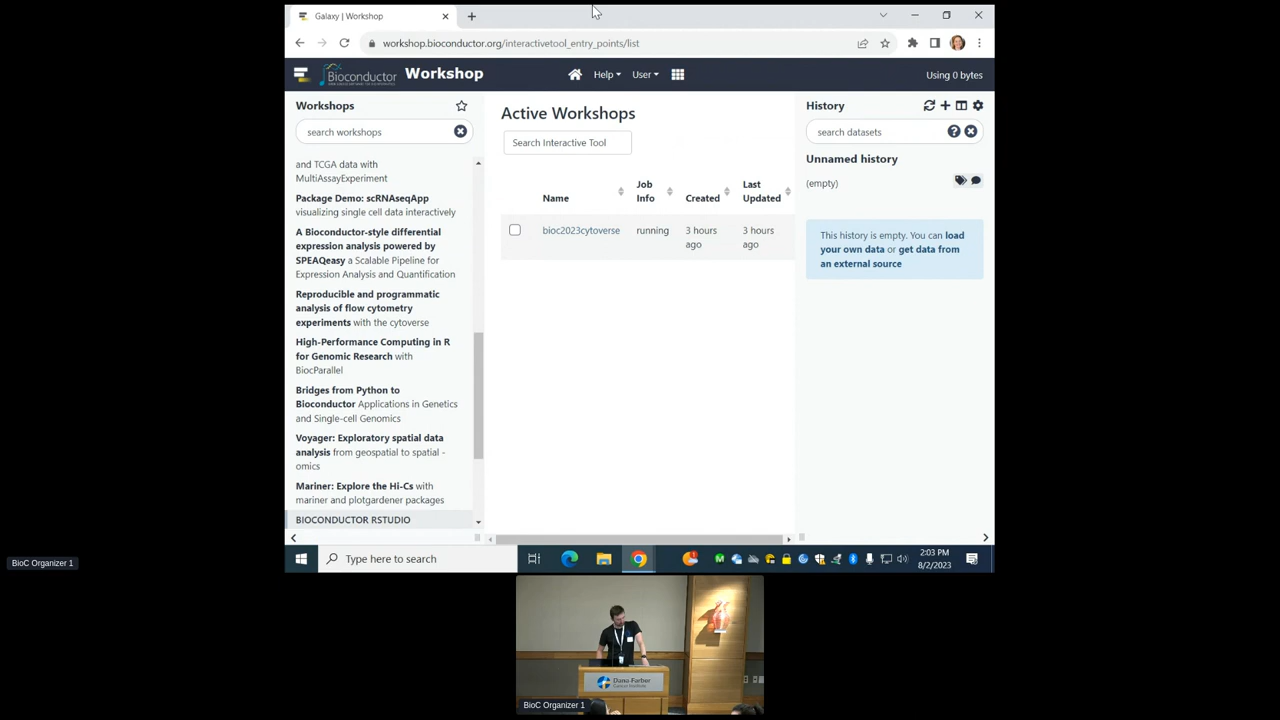 Galaxy | Workshop
workshop.bioconductor.org/interactivetool_entry_points/list
Bioconductor
Workshop
Help
User
Using 0 bytes
Workshops
search workshops
and TCGA data with
MultiAssayExperiment
Package Demo: scRNAseqApp
visualizing single cell data interactively
A Bioconductor-style differential
expression analysis powered by
SPEAQeasy a Scalable Pipeline for
Expression Analysis and Quantification
Reproducible and programmatic
analysis of flow cytometry
experiments with the cytoverse
High-Performance Computing in R
for Genomic Research with
BiocParallel
Bridges from Python to
Bioconductor Applications in Genetics
and Single-cell Genomics
Voyager: Exploratory spatial data
analysis from geospatial to spatial -
omics
Mariner: Explore the Hi-Cs with
mariner and plotgardener packages
BIOCONDUCTOR RSTUDIO
Active Workshops
Search Interactive Tool
Name
Job
Info
Created
Last
Updated
bioc2023cytoverse
running
3 hours
ago
3 hours
ago
History
search datasets
Unnamed history
(empty)
This history is empty. You can load
your own data or get data from
an external source
Type here to search
2:03 PM
8/2/2023
BioC Organizer 1
Dana Farber
Cancer Institute
BioC Organizer 1